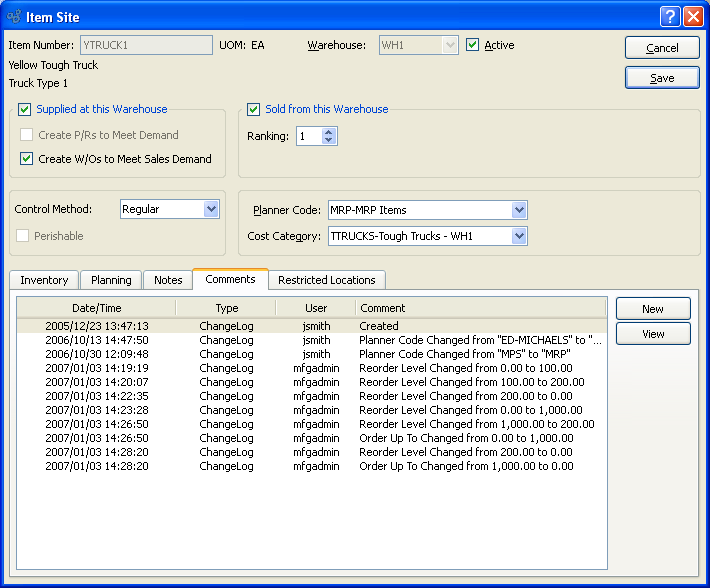 Item Site
Item Number: YTRUCK1 UOM: EA Warehouse: WH1 Active Cancel
Yellow Tough Truck
Truck Type 1 Save
Supplied at this Warehouse Sold from this Warehouse
Create P/Rs to Meet Demand Ranking: 1
Create W/Os to Meet Sales Demand
Control Method: Regular Planner Code: MRP-MRP Items
Perishable Cost Category: TTRUCKS-Tough Trucks - WH1
Inventory Planning Notes Comments Restricted Locations
Date/Time Type User Comment New
2005/12/23 13:47:13 ChangeLog jsmith Created
2006/10/13 14:47:50 ChangeLog jsmith Planner Code Changed from "ED-MICHAELS" to "... View
2006/10/30 12:09:48 ChangeLog jsmith Planner Code Changed from "MPS" to "MRP"
2007/01/03 14:19:19 ChangeLog mfgadmin Reorder Level Changed from 0.00 to 100.00
2007/01/03 14:20:07 ChangeLog mfgadmin Reorder Level Changed from 100.00 to 200.00
2007/01/03 14:22:35 ChangeLog mfgadmin Reorder Level Changed from 200.00 to 0.00
2007/01/03 14:23:28 ChangeLog mfgadmin Reorder Level Changed from 0.00 to 1,000.00
2007/01/03 14:26:50 ChangeLog mfgadmin Reorder Level Changed from 1,000.00 to 200.00
2007/01/03 14:26:50 ChangeLog mfgadmin Order Up To Changed from 0.00 to 1,000.00
2007/01/03 14:28:20 ChangeLog mfgadmin Reorder Level Changed from 200.00 to 0.00
2007/01/03 14:28:20 ChangeLog mfgadmin Order Up To Changed from 1,000.00 to 0.00